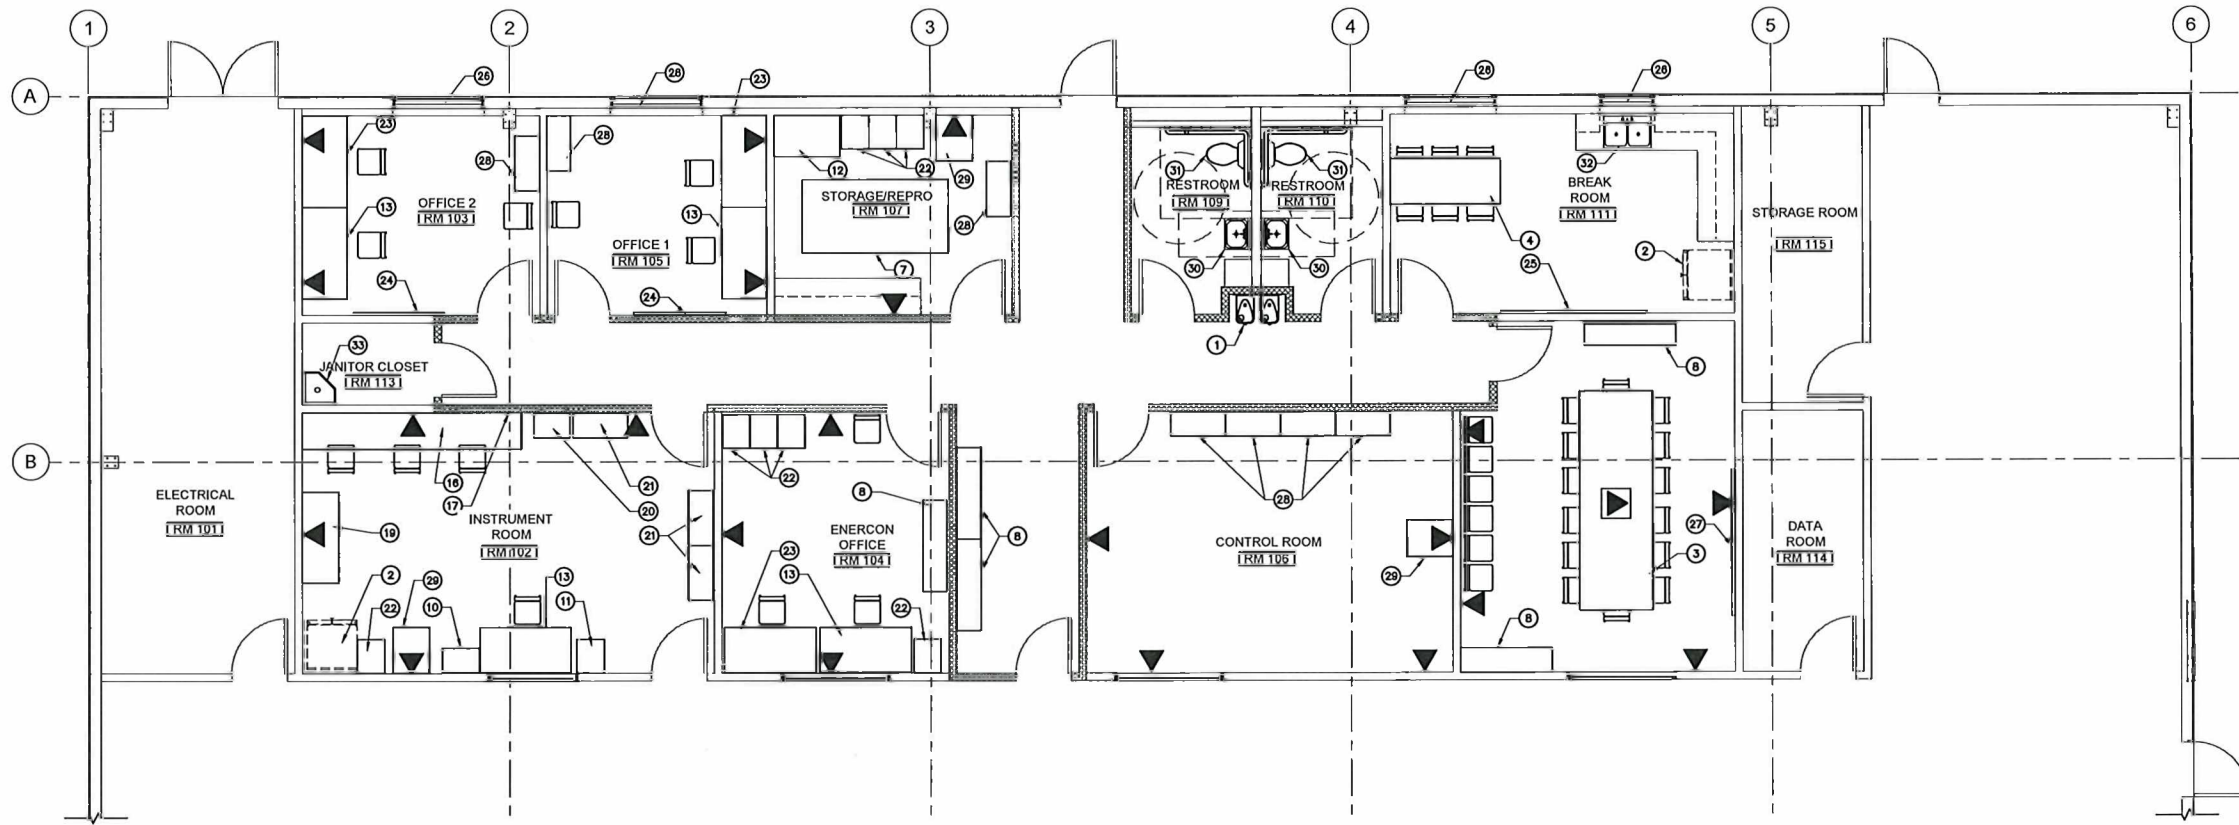 1
2
3
4
5
6
A
26
28
23
26
26
23
28
28
12
22
29
32
31
31
STORAGE/REPRO
RM 107
RESTROOM
RM 109
RESTROOM
RM 110
BREAK
ROOM
RM 111
OFFICE 2
RM 103
13
13
28
4
STORAGE ROOM
RM 115
OFFICE 1
RM 105
2
7
30
30
24
24
25
1
33
JANITOR CLOSET
RM 113
8
B
16
17
20
21
22
8
28
ELECTRICAL
ROOM
RM 101
INSTRUMENT
ROOM
RM 102
19
21
ENERCON
OFFICE
RM 104
8
CONTROL ROOM
RM 106
27
3
DATA
ROOM
RM 114
2
29
13
23
13
29
22
10
11
22
8